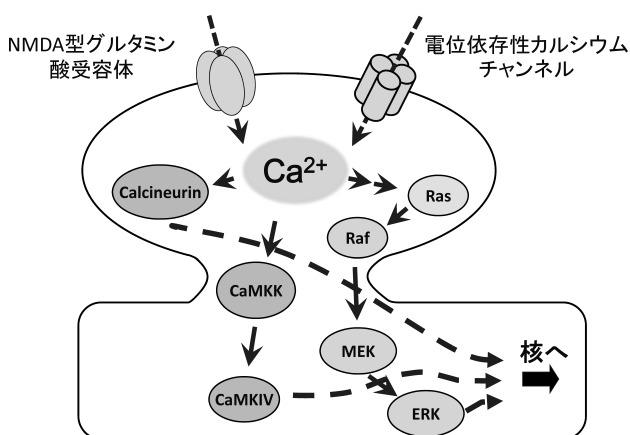 NMDA型グルタミン
酸受容体
電位依存性カルシウム
チャンネル
Ca2+
Calcineurin
Ras
Raf
CaMKK
MEK
核へ
CaMKIV
ERK